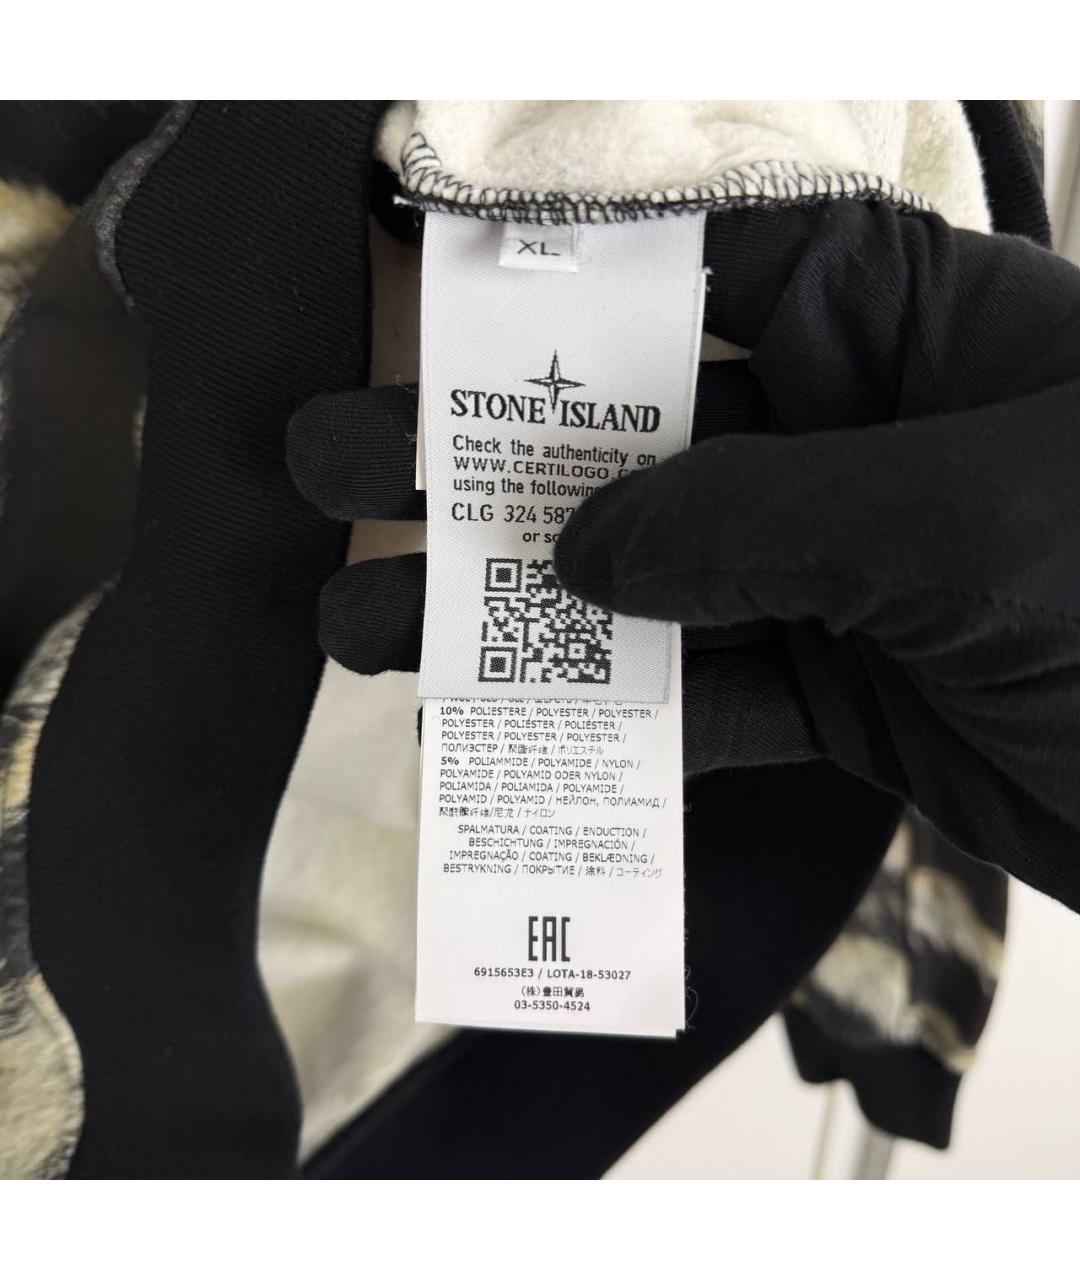 XL
STONE ISLAND
Check the authenticity on
WWW.CERTILOGO.
using the following
CLG 324 587
or
10% POLIESTERE / POLYESTER / POLYESTER /
POLYESTER / POLIÉSTER / POLIÉSTER /
POLYESTER / POLYESTER / POLYESTER /
ПОЛИЭСТЕР / 聚酯纤维 / ポリエステル
5% POLIAMMIDE / POLYAMIDE / NYLON /
POLYAMIDE / POLYAMID ODER NYLON /
POLIAMIDA / POLIAMIDA / POLYAMIDE /
POLYAMID / POLYAMID / НЕЙЛОН, ПОЛИАМИД /
聚酰胺纤维/尼龙 / ナイロン
SPALMATURA / COATING / ENDUCTION /
BESCHICHTUNG / IMPREGNACIÓN /
IMPREGNAÇÃO / COATING / BEKLÆDNING /
BESTRYKNING / ПОКРЫТИЕ / 涂料 / コーティング
EAC
6915653E3 / LOTA-18-53027
(株)豊田貿易
03-5350-4524